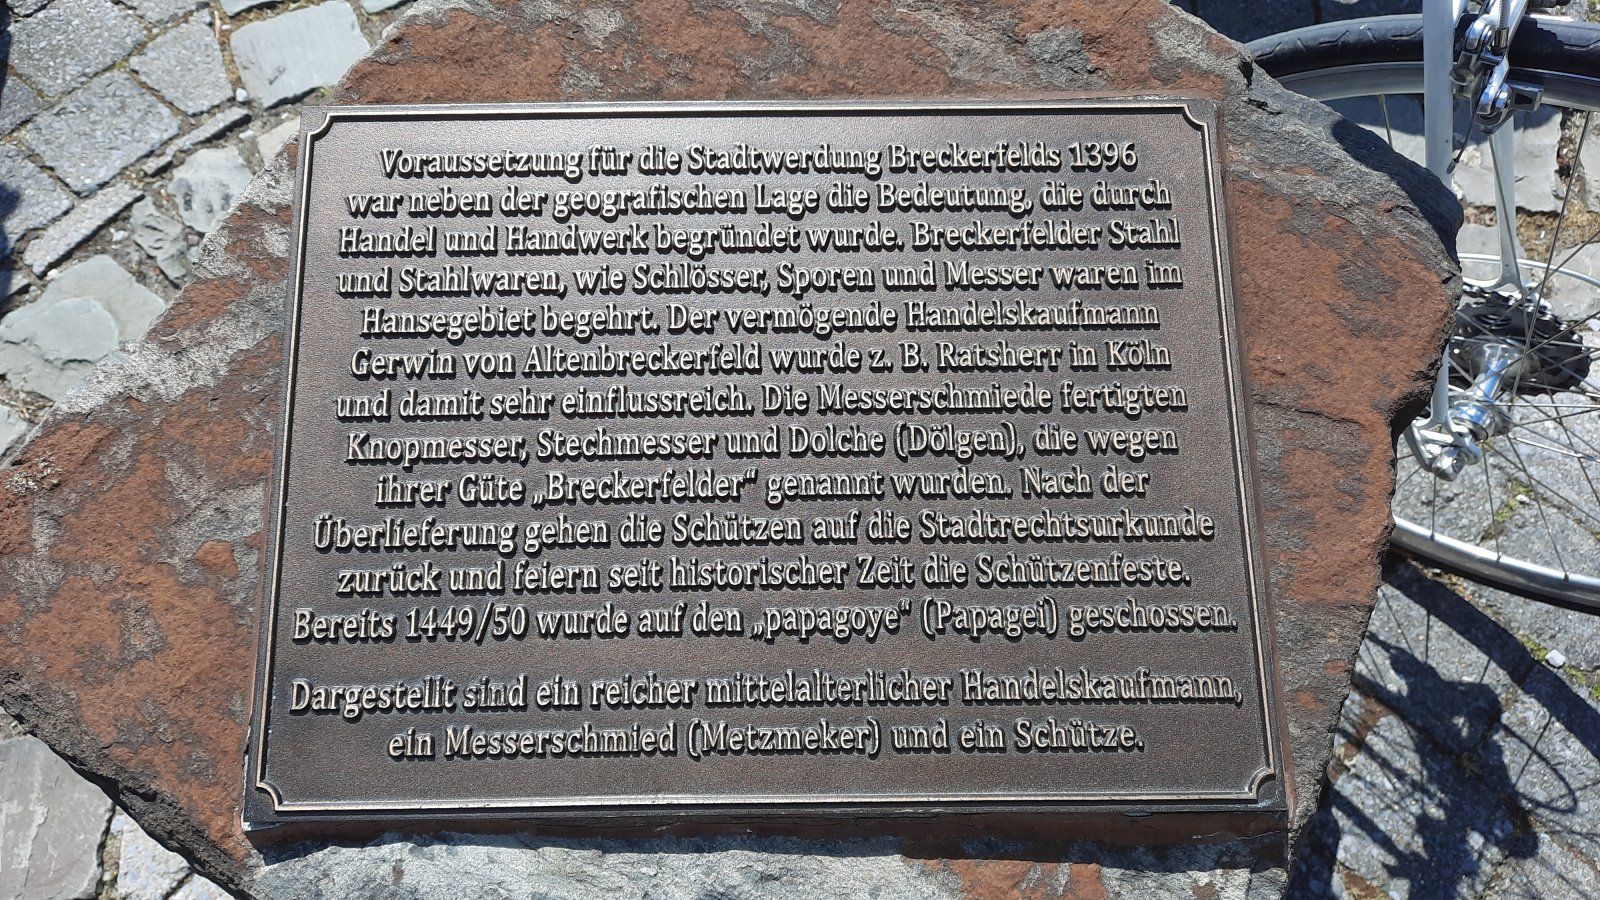 Voraussetzung für die Stadtwerdung Breckerfelds 1396
war neben der geografischen Lage die Bedeutung, die durch
Handel und Handwerk begründet wurde. Breckerfelder Stahl
und Stahlwaren, wie Schlösser, Sporen und Messer waren im
Hansegebiet begehrt. Der vermögende Handelskaufmann
Gerwin von Altenbreckerfeld wurde z. B. Ratsherr in Köln
und damit sehr einflussreich. Die Messerschmiede fertigten
Knopmesser, Stechmesser und Dolche (Dölgen), die wegen
ihrer Güte „Breckerfelder“ genannt wurden. Nach der
Überlieferung gehen die Schützen auf die Stadtrechtsurkunde
zurück und feiern seit historischer Zeit die Schützenfeste.
Bereits 1449/50 wurde auf den „papagoye“ (Papagei) geschossen.
Dargestellt sind ein reicher mittelalterlicher Handelskaufmann,
ein Messerschmied (Metzmeker) und ein Schütze.